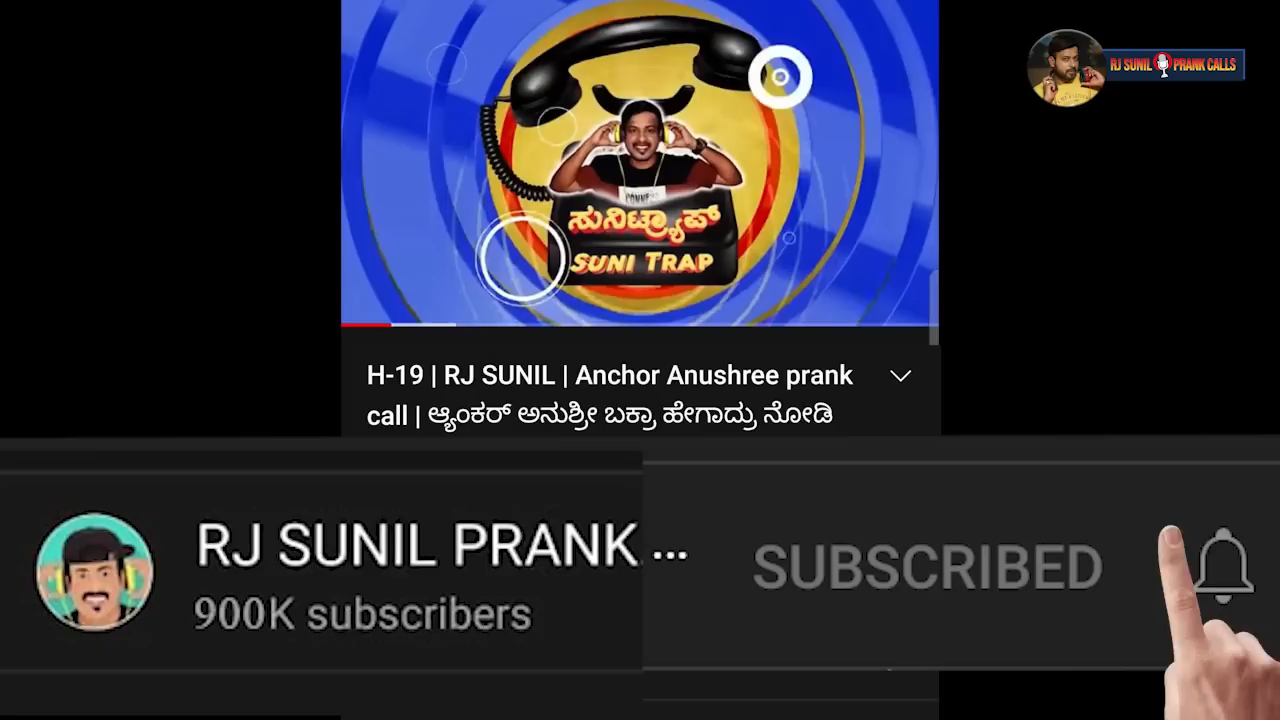 RJ SUNIL PRANK CALLS
ಸುನಿಟ್ರ್ಯಾಪ್
SUNI TRAP
H-19 | RJ SUNIL | Anchor Anushree prank
call | ಆ್ಯಂಕರ್ ಅನುಶ್ರೀ ಬಕ್ರಾ ಹೇಗಾದ್ರು ನೋಡಿ
RJ SUNIL PRANK ...
900K subscribers
SUBSCRIBED